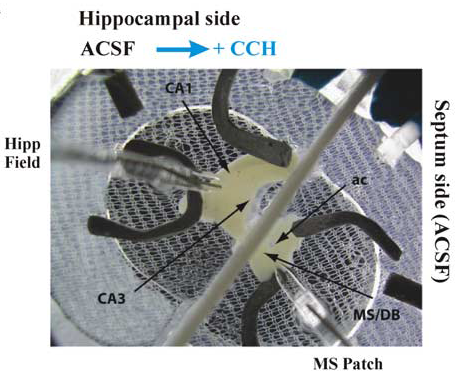 Hippocampal side
ACSF + CCH
CA1
Hipp
Field
ac
Septum side (ACSF)
CA3
MS/DB
MS Patch